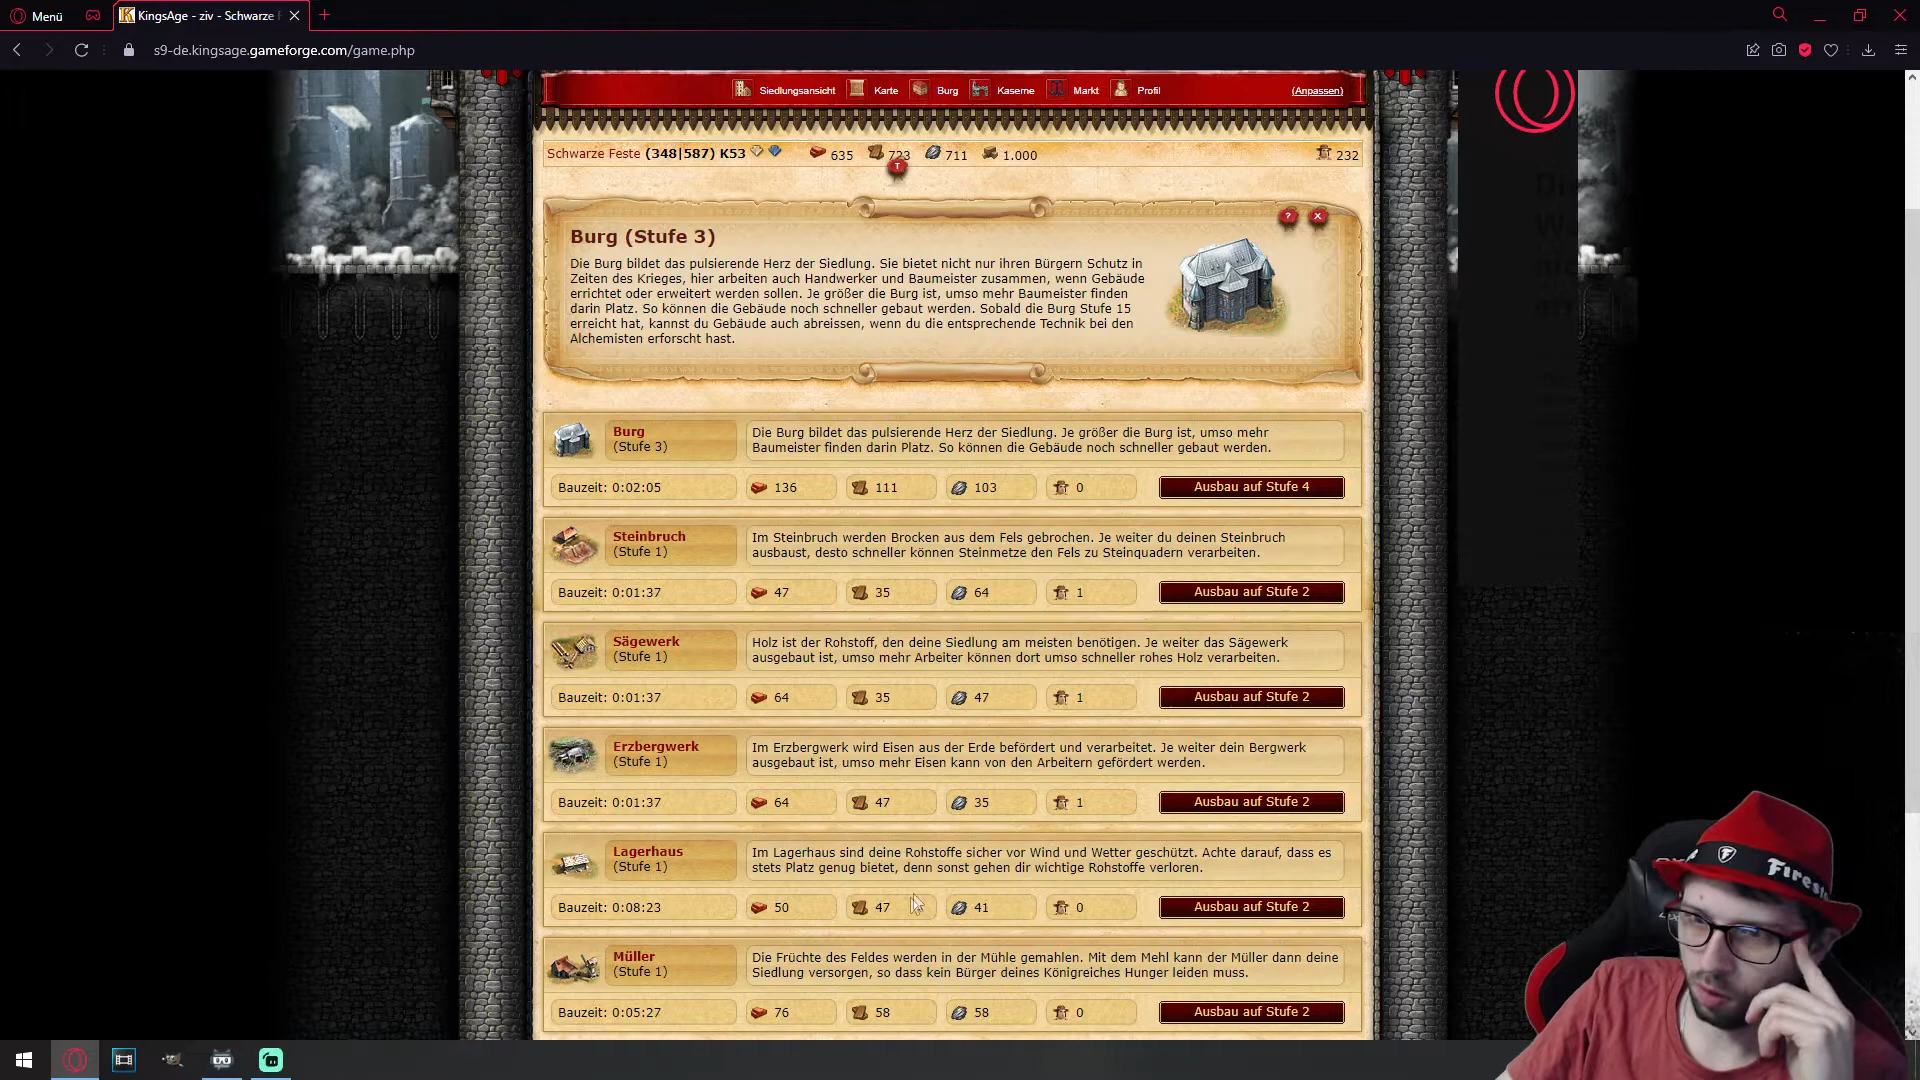 Menü
KingsAge - ziv - Schwarze F
s9-de.kingsage.gameforge.com/game.php
Siedlungsansicht Karte Burg Kaserne Markt Profil (Anpassen)
Schwarze Feste (348|587) K53 635 723 711 1.000 232
T
? X
Burg (Stufe 3)
Die Burg bildet das pulsierende Herz der Siedlung. Sie bietet nicht nur ihren Bürgern Schutz in
Zeiten des Krieges, hier arbeiten auch Handwerker und Baumeister zusammen, wenn Gebäude
errichtet oder erweitert werden sollen. Je größer die Burg ist, umso mehr Baumeister finden
darin Platz. So können die Gebäude noch schneller gebaut werden. Sobald die Burg Stufe 15
erreicht hat, kannst du Gebäude auch abreissen, wenn du die entsprechende Technik bei den
Alchemisten erforscht hast.
Burg
(Stufe 3)
Die Burg bildet das pulsierende Herz der Siedlung. Je größer die Burg ist, umso mehr
Baumeister finden darin Platz. So können die Gebäude noch schneller gebaut werden.
Bauzeit: 0:02:05 136 111 103 0 Ausbau auf Stufe 4
Steinbruch
(Stufe 1)
Im Steinbruch werden Brocken aus dem Fels gebrochen. Je weiter du deinen Steinbruch
ausbaust, desto schneller können Steinmetze den Fels zu Steinquadern verarbeiten.
Bauzeit: 0:01:37 47 35 64 1 Ausbau auf Stufe 2
Sägewerk
(Stufe 1)
Holz ist der Rohstoff, den deine Siedlung am meisten benötigen. Je weiter das Sägewerk
ausgebaut ist, umso mehr Arbeiter können dort umso schneller rohes Holz verarbeiten.
Bauzeit: 0:01:37 64 35 47 1 Ausbau auf Stufe 2
Erzbergwerk
(Stufe 1)
Im Erzbergwerk wird Eisen aus der Erde befördert und verarbeitet. Je weiter dein Bergwerk
ausgebaut ist, umso mehr Eisen kann von den Arbeitern gefördert werden.
Bauzeit: 0:01:37 64 47 35 1 Ausbau auf Stufe 2
Lagerhaus
(Stufe 1)
Im Lagerhaus sind deine Rohstoffe sicher vor Wind und Wetter geschützt. Achte darauf, dass es
stets Platz genug bietet, denn sonst gehen dir wichtige Rohstoffe verloren.
Bauzeit: 0:08:23 50 47 41 0 Ausbau auf Stufe 2
Müller
(Stufe 1)
Die Früchte des Feldes werden in der Mühle gemahlen. Mit dem Mehl kann der Müller dann deine
Siedlung versorgen, so dass kein Bürger deines Königreiches Hunger leiden muss.
Bauzeit: 0:05:27 76 58 58 0 Ausbau auf Stufe 2